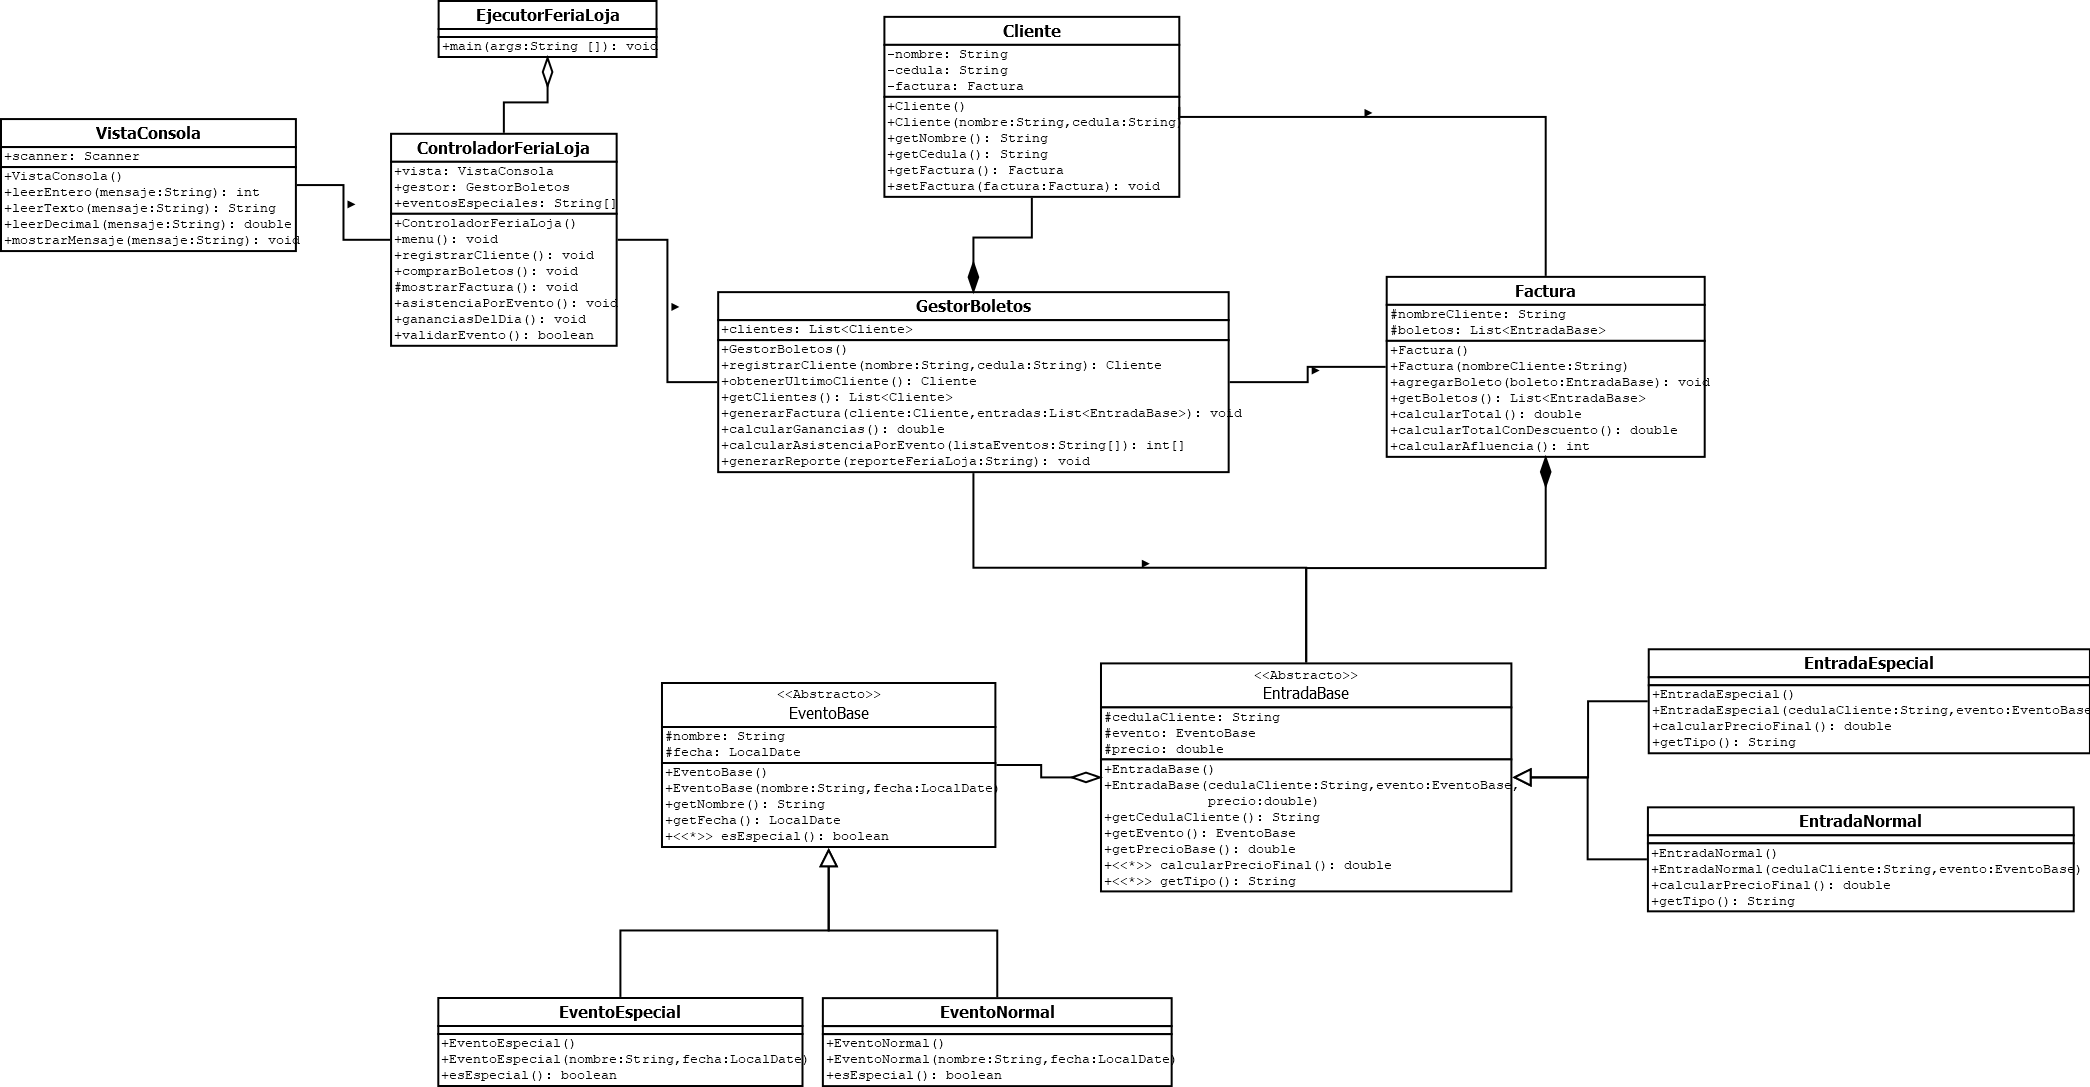 EjecutorFeriaLoja
+main(args:String []): void
Cliente
-nombre: String
-cedula: String
-factura: Factura
+Cliente()
+Cliente(nombre:String,cedula:String
+getNombre(): String
+getCedula(): String
+getFactura(): Factura
+setFactura(factura:Factura): void
VistaConsola
+scanner: Scanner
+VistaConsola()
+leerEntero(mensaje:String): int
+leerTexto(mensaje:String): String
+leerDecimal(mensaje:String): double
+mostrarMensaje(mensaje:String): void
ControladorFeriaLoja
+vista: VistaConsola
+gestor: GestorBoletos
+eventosEspeciales: String[]
+ControladorFeriaLoja()
+menu(): void
+registrarCliente(): void
+comprarBoletos(): void
#mostrarFactura(): void
+asistenciaPorEvento(): void
+gananciasDelDia(): void
+validarEvento(): boolean
GestorBoletos
+clientes: List<Cliente>
+GestorBoletos()
+registrarCliente(nombre:String,cedula:String): Cliente
+obtenerUltimoCliente(): Cliente
+getClientes(): List<Cliente>
+generarFactura(cliente:Cliente,entradas:List<EntradaBase>): void
+calcularGanancias(): double
+calcularAsistenciaPorEvento(listaEventos:String[]): int[]
+generarReporte(reporteFeriaLoja:String): void
Factura
#nombreCliente: String
#boletos: List<EntradaBase>
+Factura()
+Factura(nombreCliente:String)
+agregarBoleto(boleto:EntradaBase): void
+getBoletos(): List<EntradaBase>
+calcularTotal(): double
+calcularTotalConDescuento(): double
+calcularAfluencia(): int
<<Abstracto>>
EventoBase
#nombre: String
#fecha: LocalDate
+EventoBase()
+EventoBase(nombre:String,fecha:LocalDate)
+getNombre(): String
+getFecha(): LocalDate
+<<*>> esEspecial(): boolean
<<Abstracto>>
EntradaBase
#cedulaCliente: String
#evento: EventoBase
#precio: double
+EntradaBase()
+EntradaBase(cedulaCliente:String,evento:EventoBase,
precio:double)
+getCedulaCliente(): String
+getEvento(): EventoBase
+getPrecioBase(): double
+<<*>> calcularPrecioFinal(): double
+<<*>> getTipo(): String
EntradaEspecial
+EntradaEspecial()
+EntradaEspecial(cedulaCliente:String,evento:EventoBase
+calcularPrecioFinal(): double
+getTipo(): String
EntradaNormal
+EntradaNormal()
+EntradaNormal(cedulaCliente:String,evento:EventoBase)
+calcularPrecioFinal(): double
+getTipo(): String
EventoEspecial
+EventoEspecial()
+EventoEspecial(nombre:String,fecha:LocalDate)
+esEspecial(): boolean
EventoNormal
+EventoNormal()
+EventoNormal(nombre:String,fecha:LocalDate)
+esEspecial(): boolean